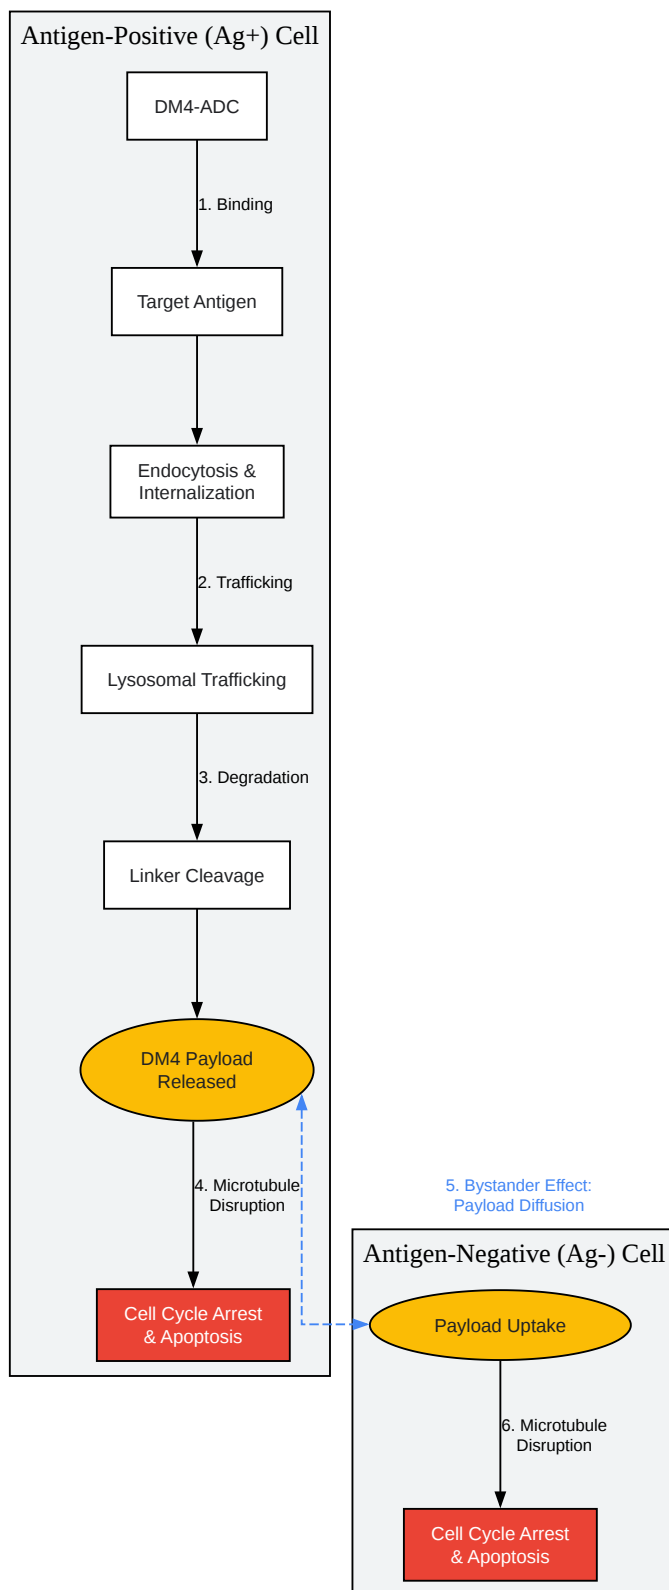 Antigen-Positive (Ag+) Cell
DM4-ADC
1. Binding
Target Antigen
Endocytosis &
Internalization
2. Trafficking
Lysosomal Trafficking
3. Degradation
Linker Cleavage
DM4 Payload
Released
4. Microtubule
Disruption
Cell Cycle Arrest
& Apoptosis
5. Bystander Effect:
Payload Diffusion
Antigen-Negative (Ag-) Cell
Payload Uptake
6. Microtubule
Disruption
Cell Cycle Arrest
& Apoptosis